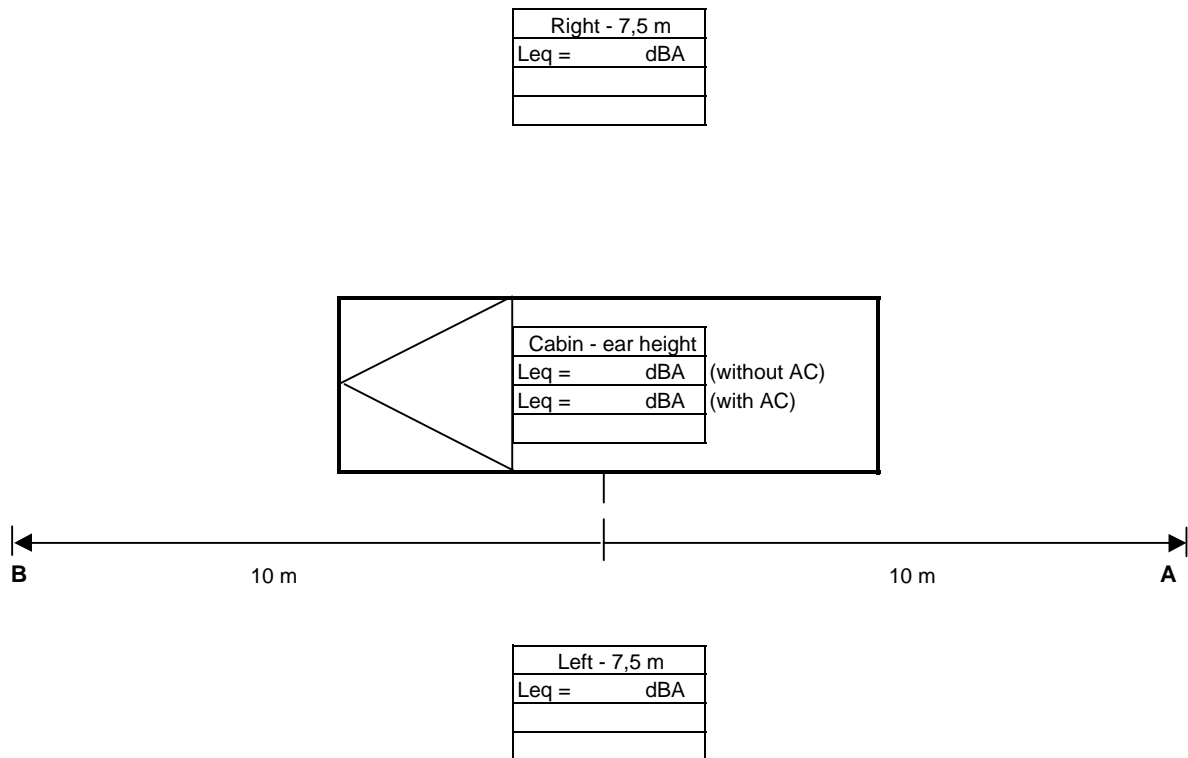 Right - 7,5 m
Leq = dBA
Cabin - ear height
Leq = dBA (without AC)
Leq = dBA (with AC)
B 10 m 10 m A
Left - 7,5 m
Leq = dBA